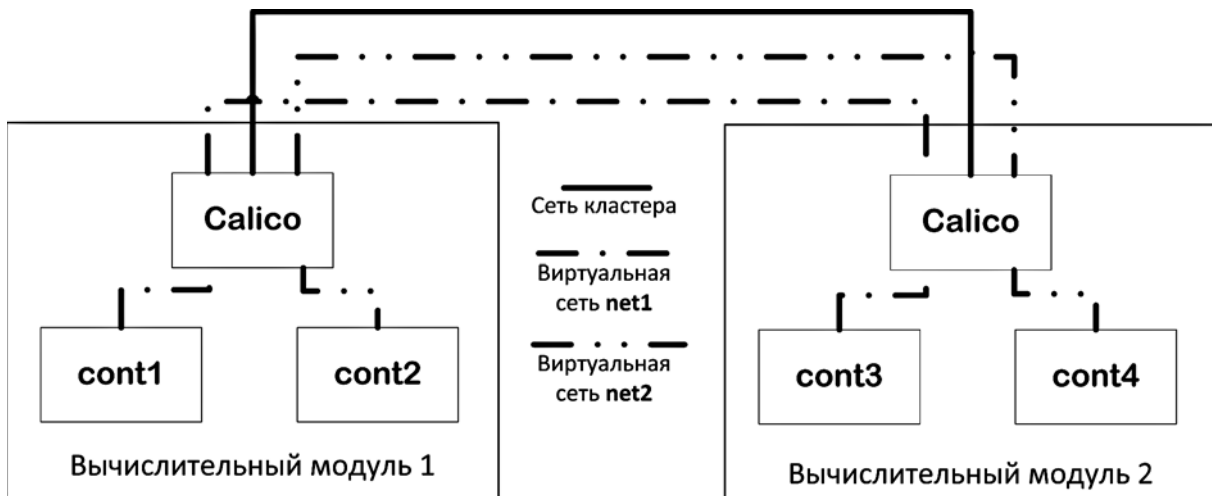 Calico
cont1
cont2
Вычислительный модуль 1
Сеть кластера
Виртуальная
сеть net1
Виртуальная
сеть net2
Calico
cont3
cont4
Вычислительный модуль 2